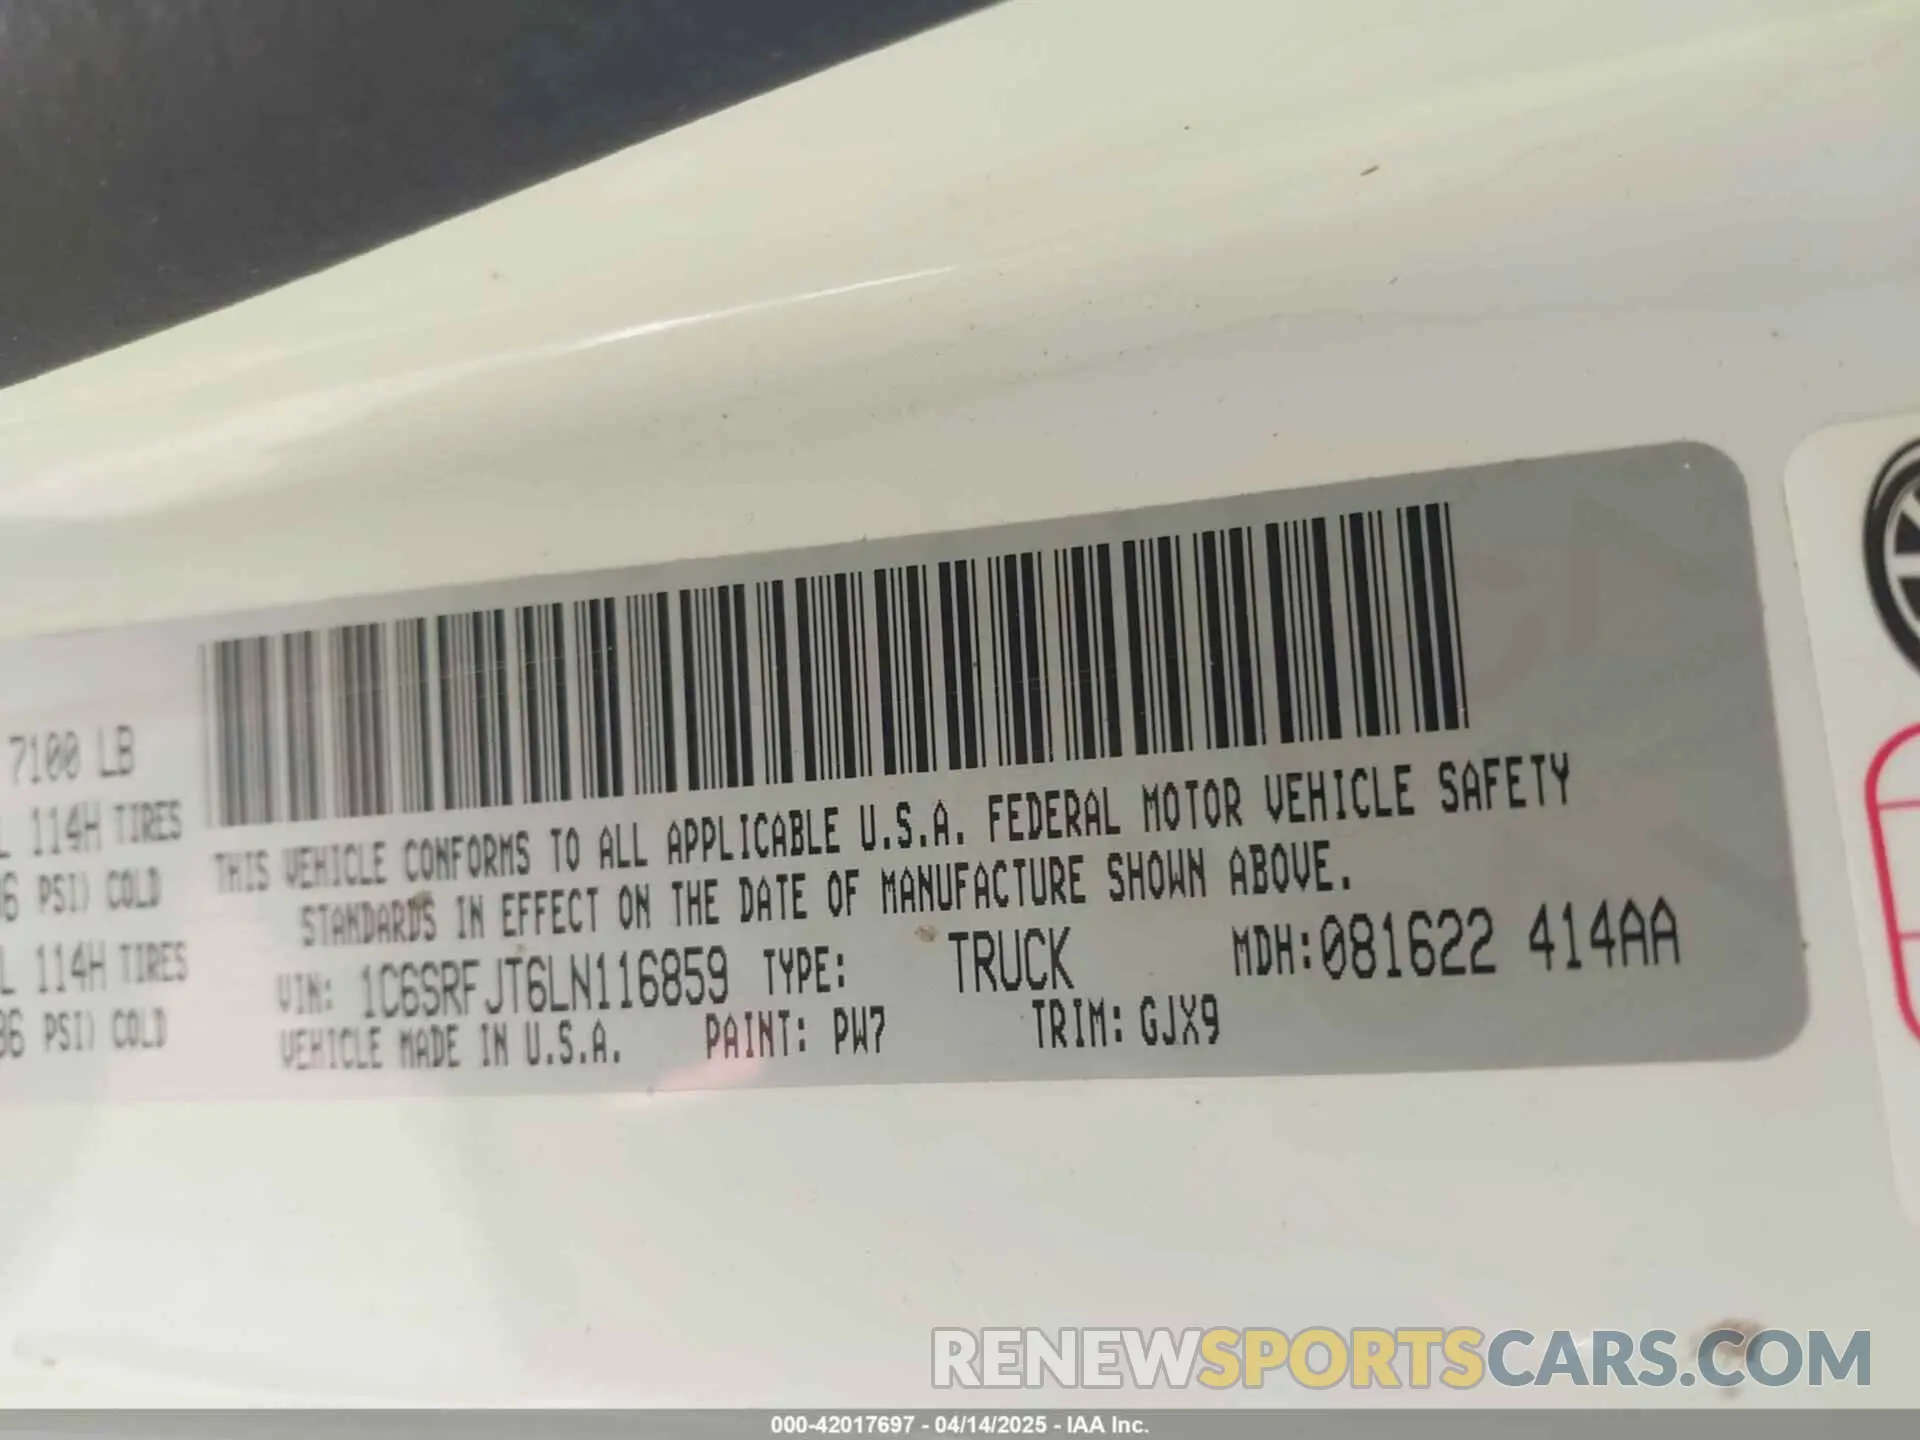 7100 LB
L 114H TIRES
36 PSI) COLD
L 114H TIRES
36 PSI) COLD
THIS VEHICLE CONFORMS TO ALL APPLICABLE U.S.A. FEDERAL MOTOR VEHICLE SAFETY
STANDARDS IN EFFECT ON THE DATE OF MANUFACTURE SHOWN ABOVE.
VIN: 1C6SRFJT6LN116859 TYPE: TRUCK MDH:081622 414AA
VEHICLE MADE IN U.S.A. PAINT: PW7 TRIM: GJX9
RENEWSPORTSCARS.COM
000-42017697 - 04/14/2025 - IAA Inc.